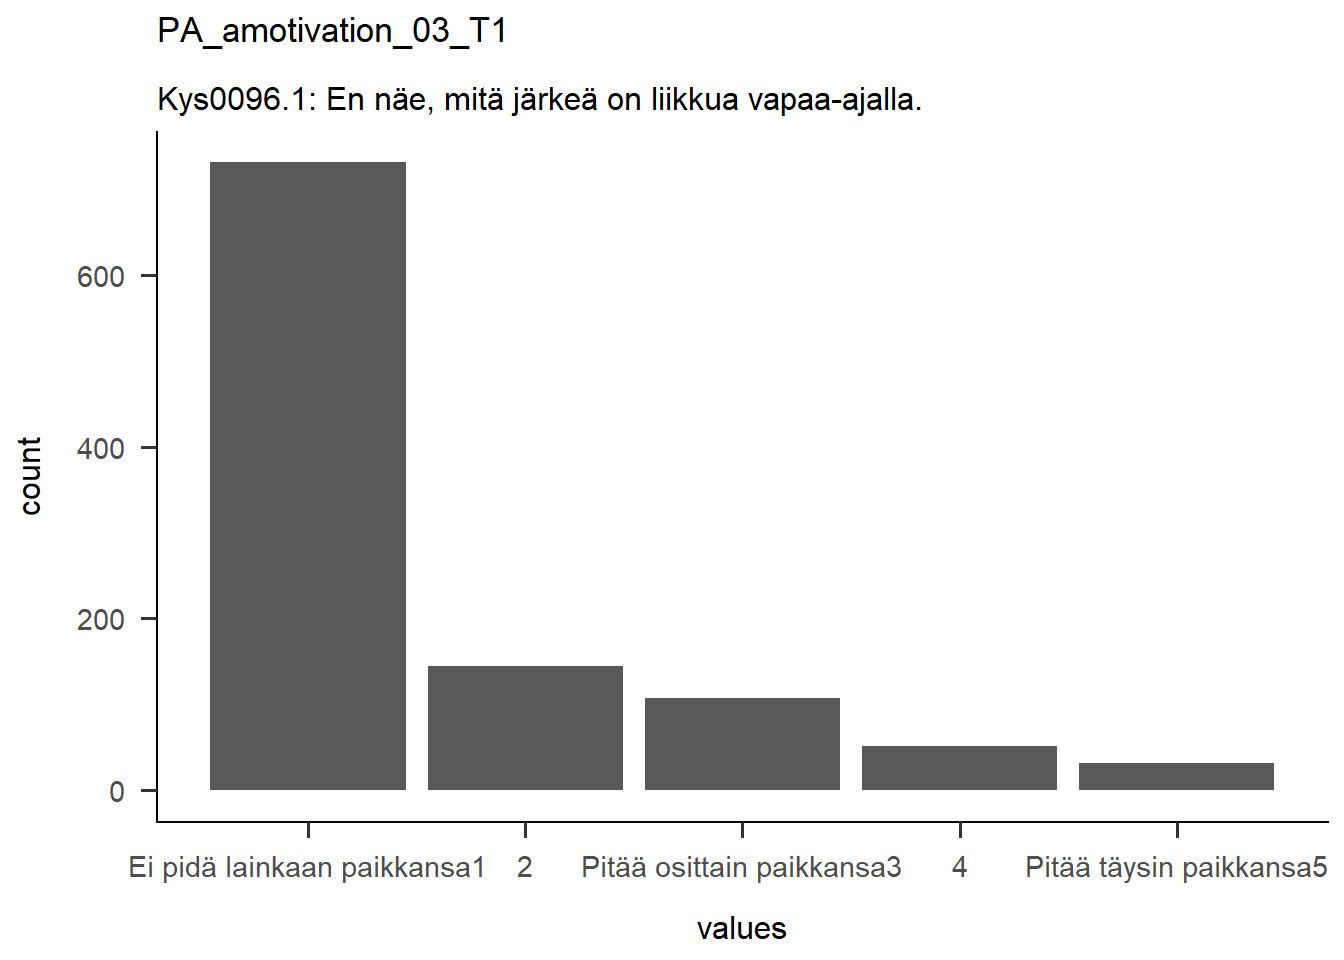 PA_amotivation_03_T1
Kys0096.1: En näe, mitä järkeä on liikkua vapaa-ajalla.
count
600
400
200
0
Ei pidä lainkaan paikkansa1 2 Pitää osittain paikkansa3 4 Pitää täysin paikkansa5
values